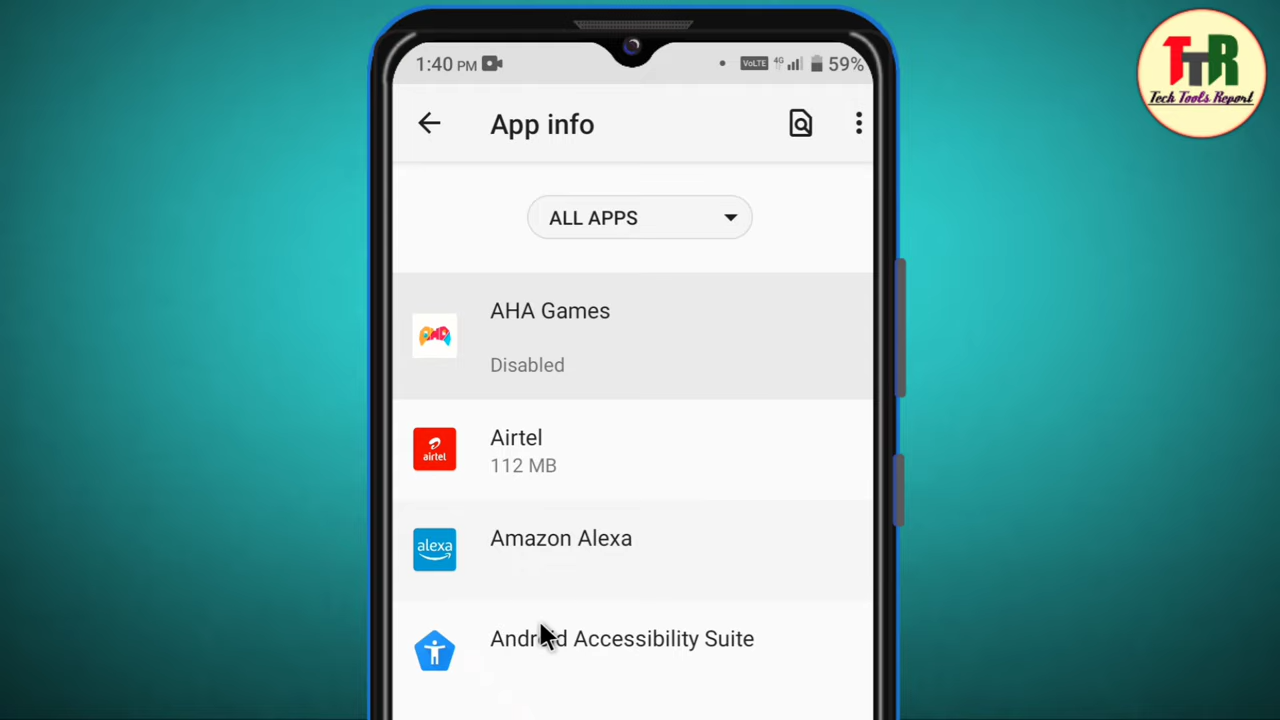 1:40 PM
VoLTE 4G 59%
TTR
Tech Tools Report
App info
ALL APPS
AHA Games
Disabled
Airtel
112 MB
airtel
Amazon Alexa
alexa
Android Accessibility Suite